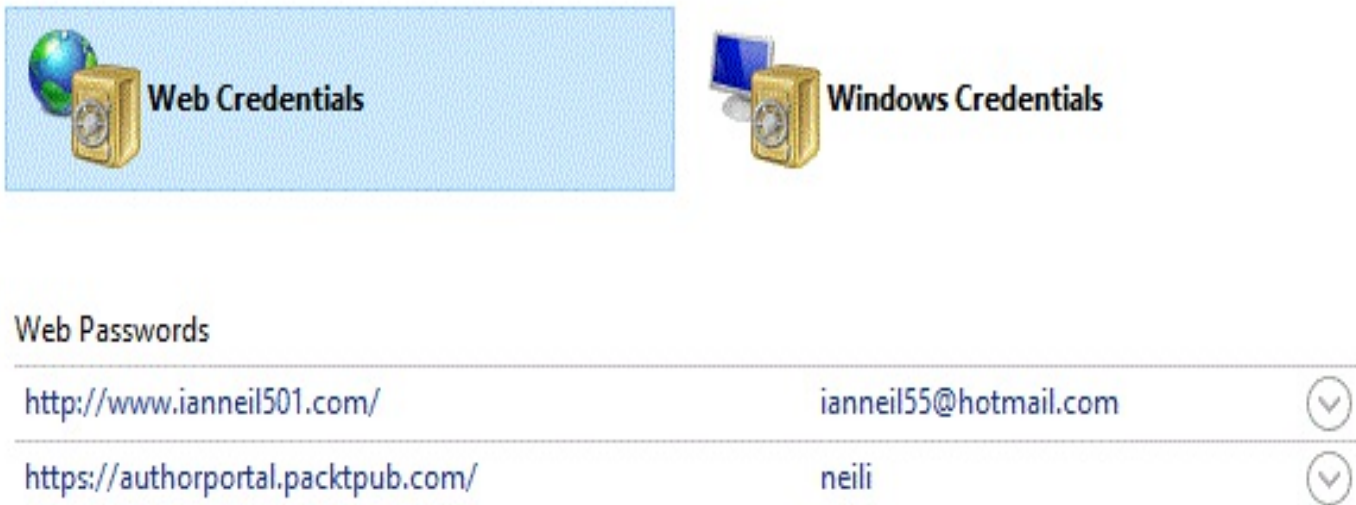 Web Credentials
Windows Credentials
Web Passwords
http://www.ianneil501.com/ ianneil55@hotmail.com
https://authorportal.packtpub.com/ neili